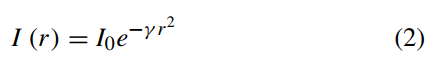 I (r) = I₀e^{−γr²} (2)